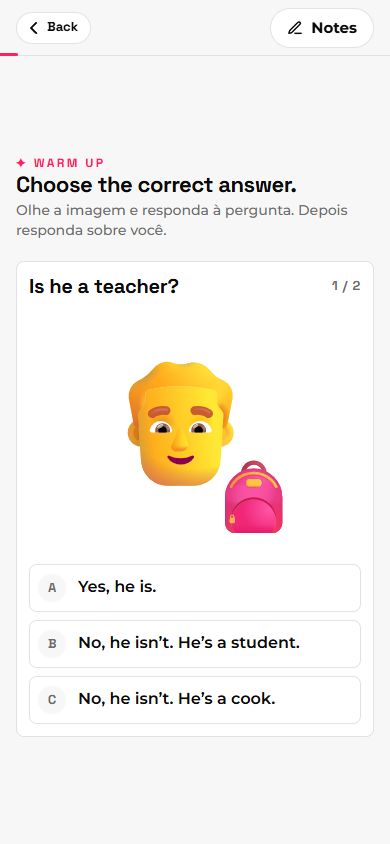 Back
Notes
✦ WARM UP
Choose the correct answer.
Olhe a imagem e responda à pergunta. Depois
responda sobre você.
Is he a teacher?
1 / 2
A Yes, he is.
B No, he isn’t. He’s a student.
C No, he isn’t. He’s a cook.